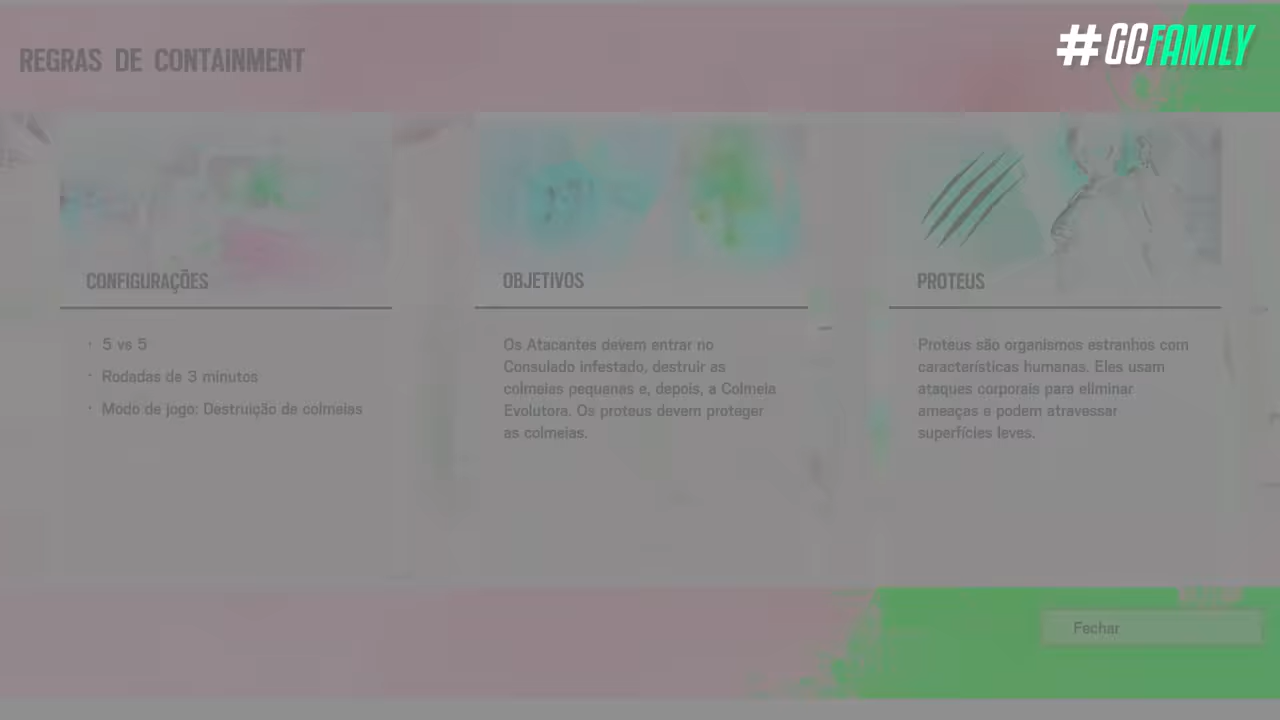 REGRAS DE CONTAINMENT
#GCFAMILY
CONFIGURAÇÕES
· 5 vs 5
· Rodadas de 3 minutos
· Modo de jogo: Destruição de colmeias
OBJETIVOS
Os Atacantes devem entrar no
Consulado infestado, destruir as
colmeias pequenas e, depois, a Colmeia
Evolutora. Os proteus devem proteger
as colmeias.
PROTEUS
Proteus são organismos estranhos com
características humanas. Eles usam
ataques corporais para eliminar
ameaças e podem atravessar
superfícies leves.
Fechar